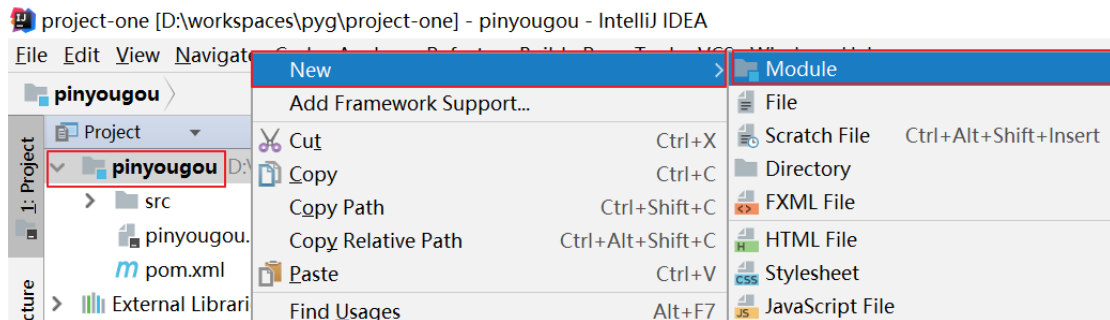 project-one [D:\workspaces\pyg\project-one] - pinyougou - IntelliJ IDEA
File Edit View Navigate
New
Module
pinyougou
Add Framework Support...
File
Project
Cut Ctrl+X
Scratch File Ctrl+Alt+Shift+Insert
1: Project
pinyougou D:\
Copy Ctrl+C
Directory
src
Copy Path Ctrl+Shift+C
FXML File
pinyougou.
Copy Relative Path Ctrl+Alt+Shift+C
HTML File
pom.xml
Paste Ctrl+V
CSS Stylesheet
External Librari
Find Usages Alt+F7
JS JavaScript File
cture